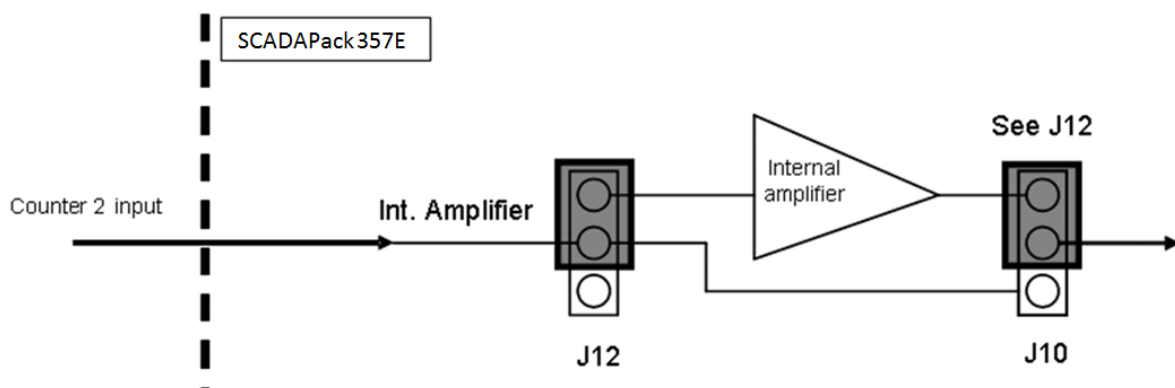 SCADAPack 357E
See J12
Internal
amplifier
Counter 2 input
Int. Amplifier
J12
J10